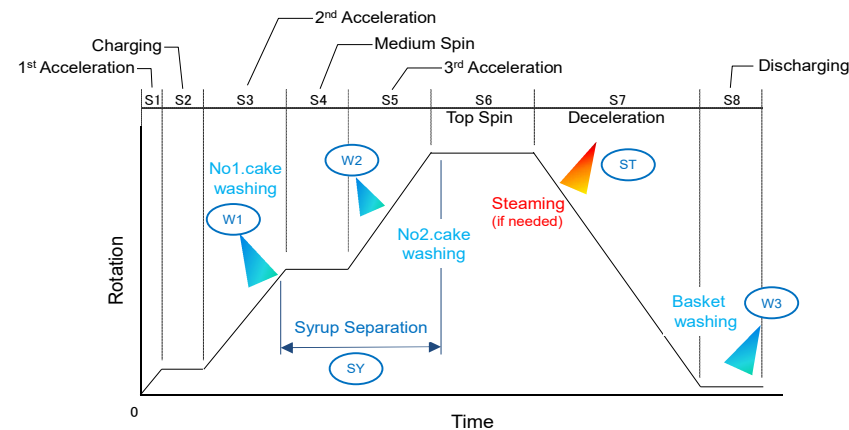 2nd Acceleration
Charging
Medium Spin
1st Acceleration
3rd Acceleration
Discharging
S1 S2 S3 S4 S5 S6 S7 S8
Top Spin
Deceleration
No1.cake
washing
W1
W2
ST
Steaming
(if needed)
No2.cake
washing
Basket
washing
W3
Syrup Separation
SY
Rotation
0
Time